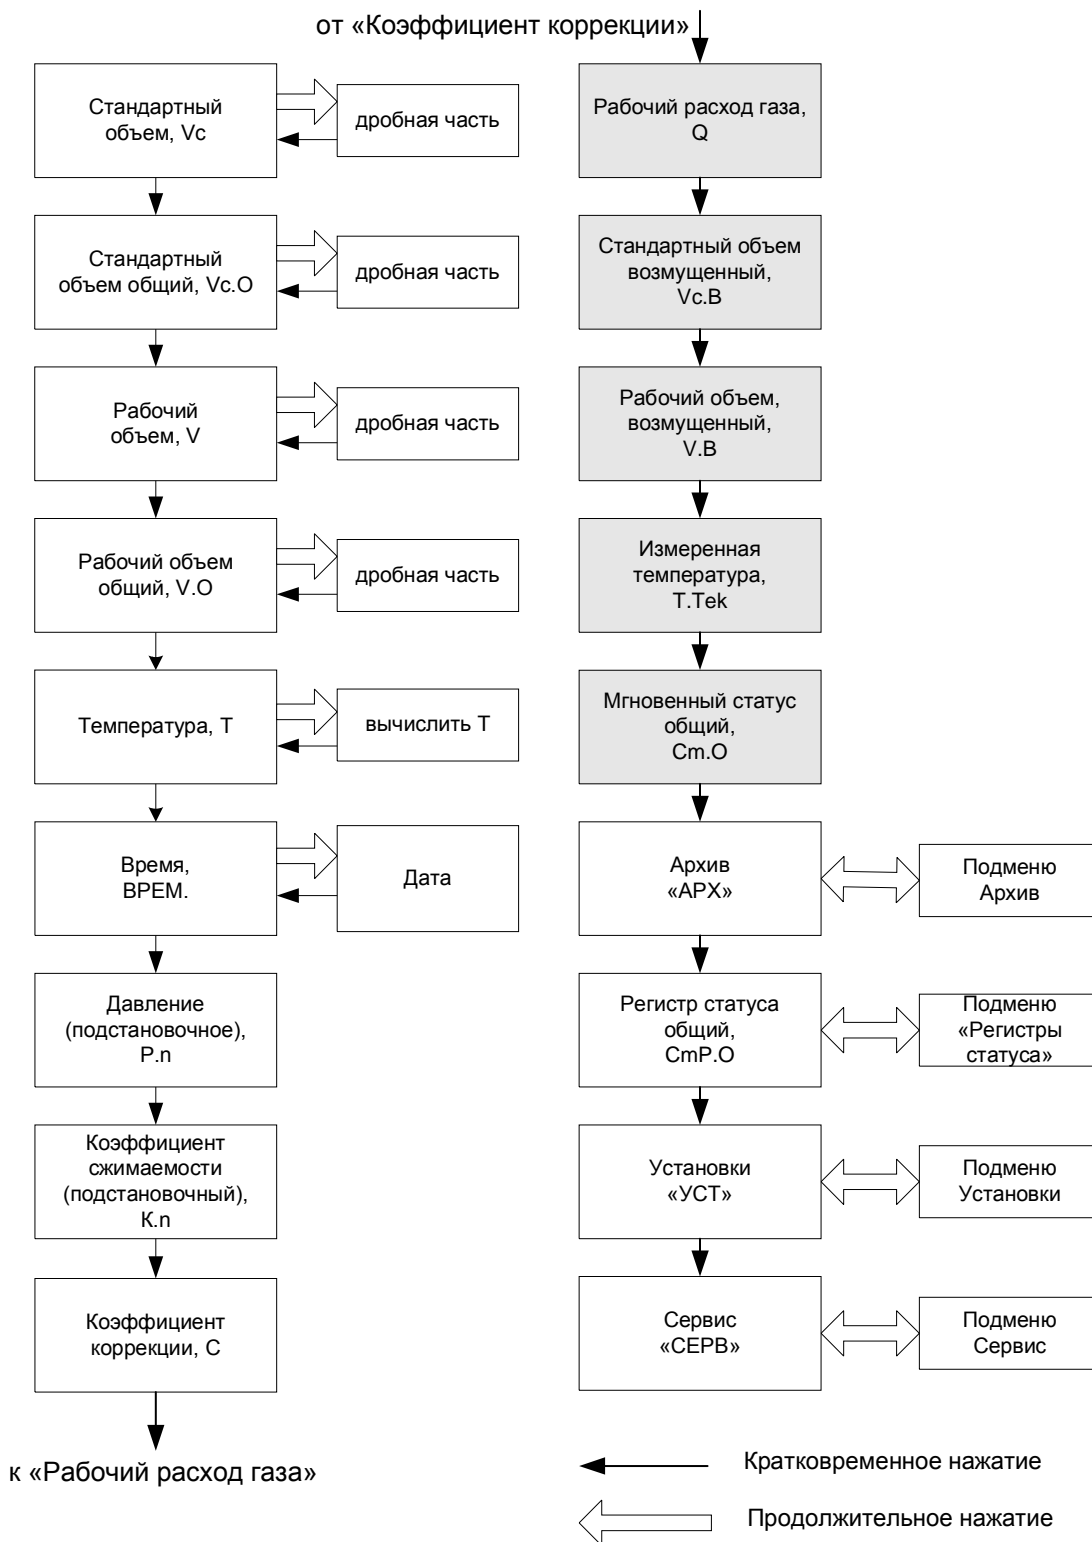 от «Коэффициент коррекции»
Стандартный
объем, Vc
дробная часть
Стандартный
объем общий, Vc.О
дробная часть
Рабочий
объем, V
дробная часть
Рабочий объем
общий, V.O
дробная часть
Температура, Т
вычислить Т
Время,
ВРЕМ.
Дата
Давление
(подстановочное),
P.n
Коэффициент
сжимаемости
(подстановочный),
К.n
Коэффициент
коррекции, С
к «Рабочий расход газа»
Рабочий расход газа,
Q
Стандартный объем
возмущенный,
Vc.B
Рабочий объем,
возмущенный,
V.B
Измеренная
температура,
T.Tek
Мгновенный статус
общий,
Cm.O
Архив
«АРХ»
Подменю
Архив
Регистр статуса
общий,
CmP.O
Подменю
«Регистры
статуса»
Установки
«УСТ»
Подменю
Установки
Сервис
«СЕРВ»
Подменю
Сервис
Кратковременное нажатие
Продолжительное нажатие